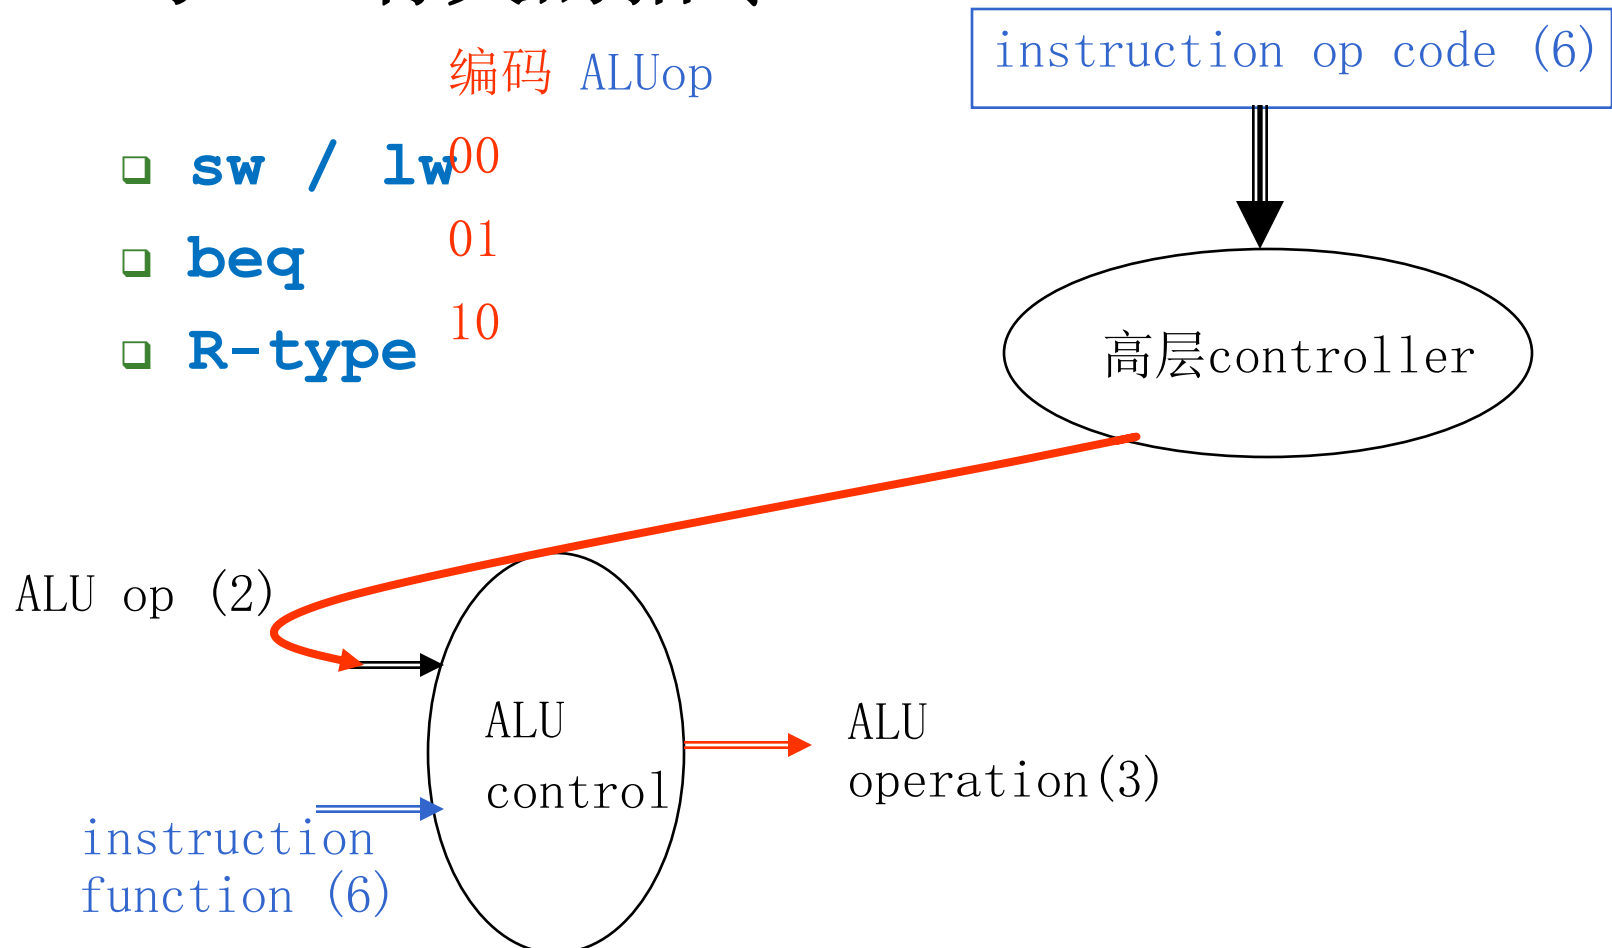 编码 ALUop
instruction op code (6)
❑ sw / lw 00
❑ beq 01
❑ R-type 10
高层controller
ALU op (2)
ALU
control
ALU
operation(3)
instruction
function (6)